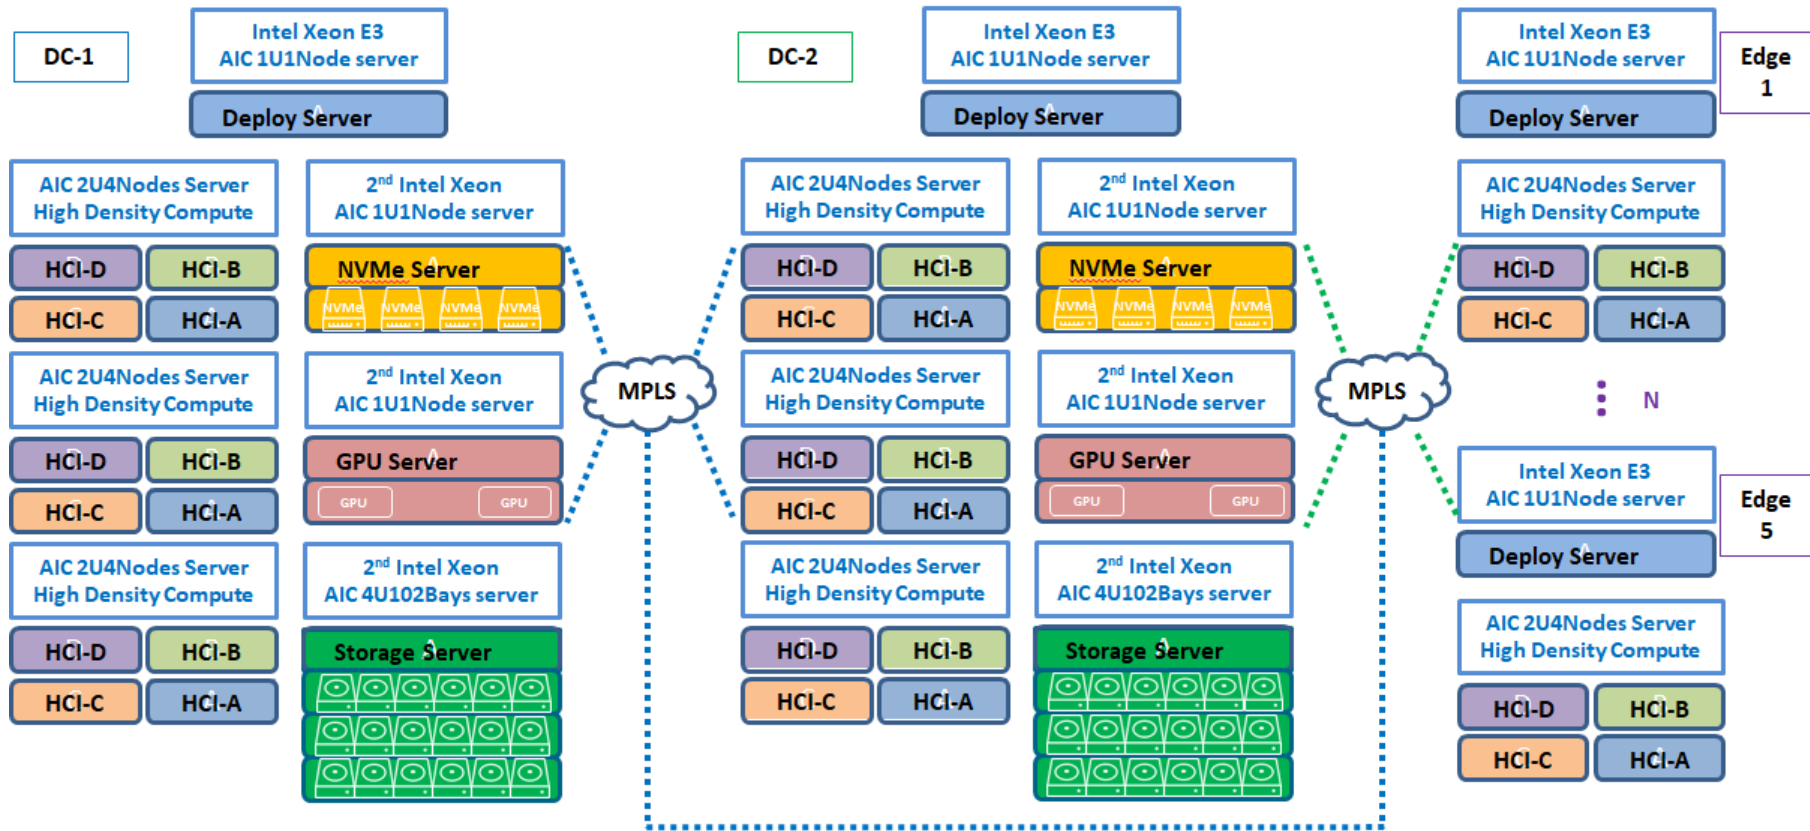 DC-1
Intel Xeon E3
AIC 1U1Node server
Deploy Server
AIC 2U4Nodes Server
High Density Compute
HCI-D
HCI-B
HCI-C
HCI-A
2nd Intel Xeon
AIC 1U1Node server
NVMe Server
NVMe
NVMe
NVMe
NVMe
AIC 2U4Nodes Server
High Density Compute
HCI-D
HCI-B
HCI-C
HCI-A
2nd Intel Xeon
AIC 1U1Node server
GPU Server
GPU
GPU
AIC 2U4Nodes Server
High Density Compute
HCI-D
HCI-B
HCI-C
HCI-A
2nd Intel Xeon
AIC 4U102Bays server
Storage Server
MPLS
DC-2
Intel Xeon E3
AIC 1U1Node server
Deploy Server
AIC 2U4Nodes Server
High Density Compute
HCI-D
HCI-B
HCI-C
HCI-A
2nd Intel Xeon
AIC 1U1Node server
NVMe Server
NVMe
NVMe
NVMe
NVMe
AIC 2U4Nodes Server
High Density Compute
HCI-D
HCI-B
HCI-C
HCI-A
2nd Intel Xeon
AIC 1U1Node server
GPU Server
GPU
GPU
AIC 2U4Nodes Server
High Density Compute
HCI-D
HCI-B
HCI-C
HCI-A
2nd Intel Xeon
AIC 4U102Bays server
Storage Server
MPLS
Intel Xeon E3
AIC 1U1Node server
Deploy Server
Edge
1
AIC 2U4Nodes Server
High Density Compute
HCI-D
HCI-B
HCI-C
HCI-A
N
Intel Xeon E3
AIC 1U1Node server
Deploy Server
Edge
5
AIC 2U4Nodes Server
High Density Compute
HCI-D
HCI-B
HCI-C
HCI-A